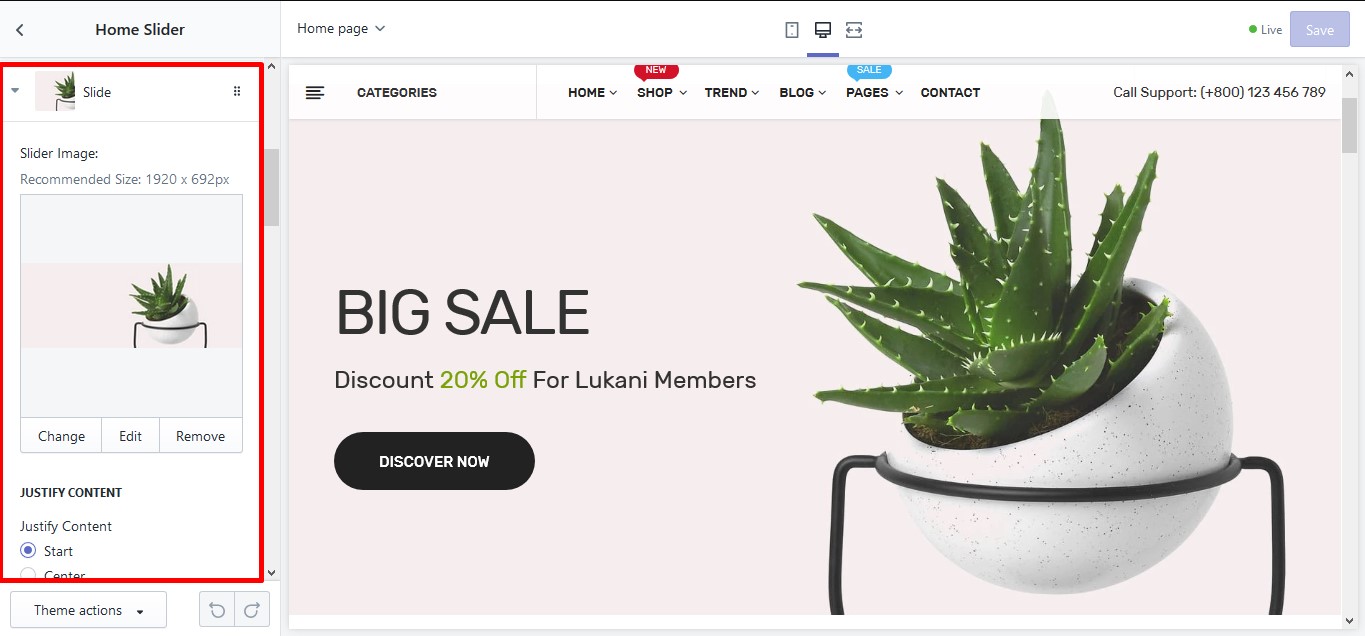 Home Slider
Home page
Live
Save
Slide
Slider Image:
Recommended Size: 1920 x 692px
Change
Edit
Remove
JUSTIFY CONTENT
Justify Content
Start
Center
Theme actions
NEW
SALE
CATEGORIES
HOME
SHOP
TREND
BLOG
PAGES
CONTACT
Call Support: (+800) 123 456 789
BIG SALE
Discount 20% Off For Lukani Members
DISCOVER NOW